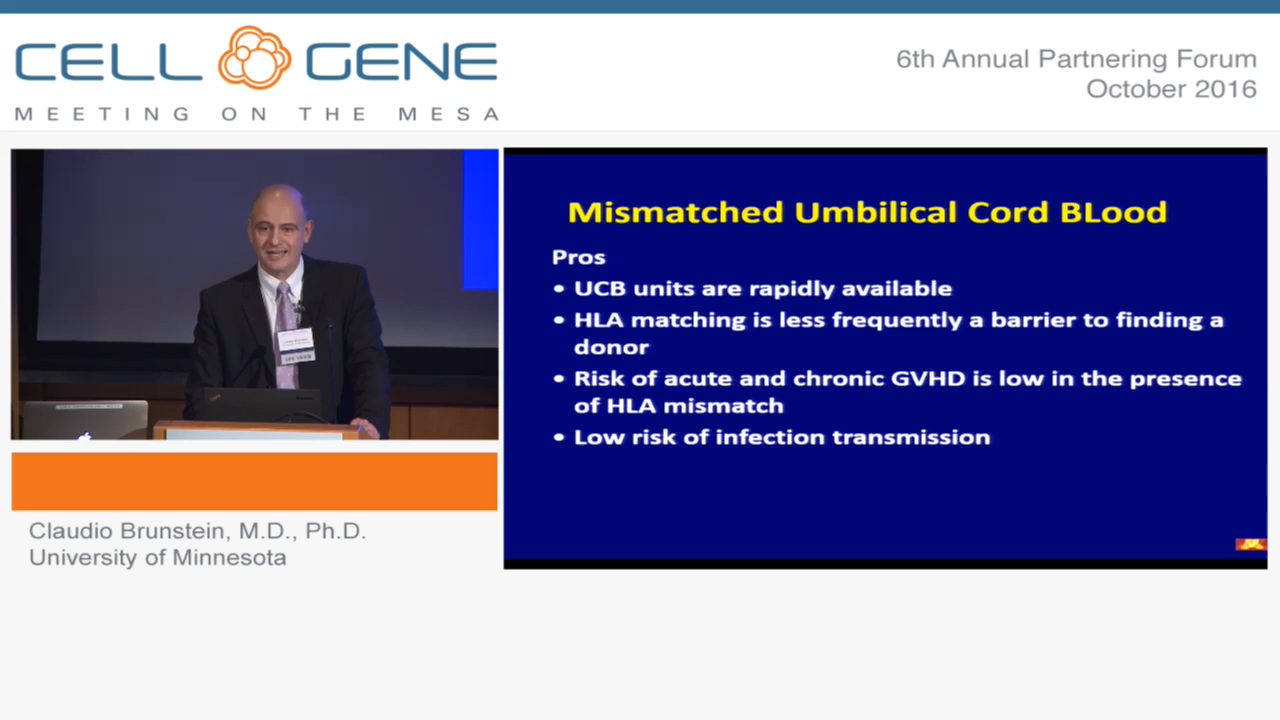 CELL GENE
MEETING ON THE MESA
6th Annual Partnering Forum
October 2016
Mismatched Umbilical Cord BLood
Pros
• UCB units are rapidly available
• HLA matching is less frequently a barrier to finding a
donor
• Risk of acute and chronic GVHD is low in the presence
of HLA mismatch
• Low risk of infection transmission
Claudio Brunstein, M.D., Ph.D.
University of Minnesota